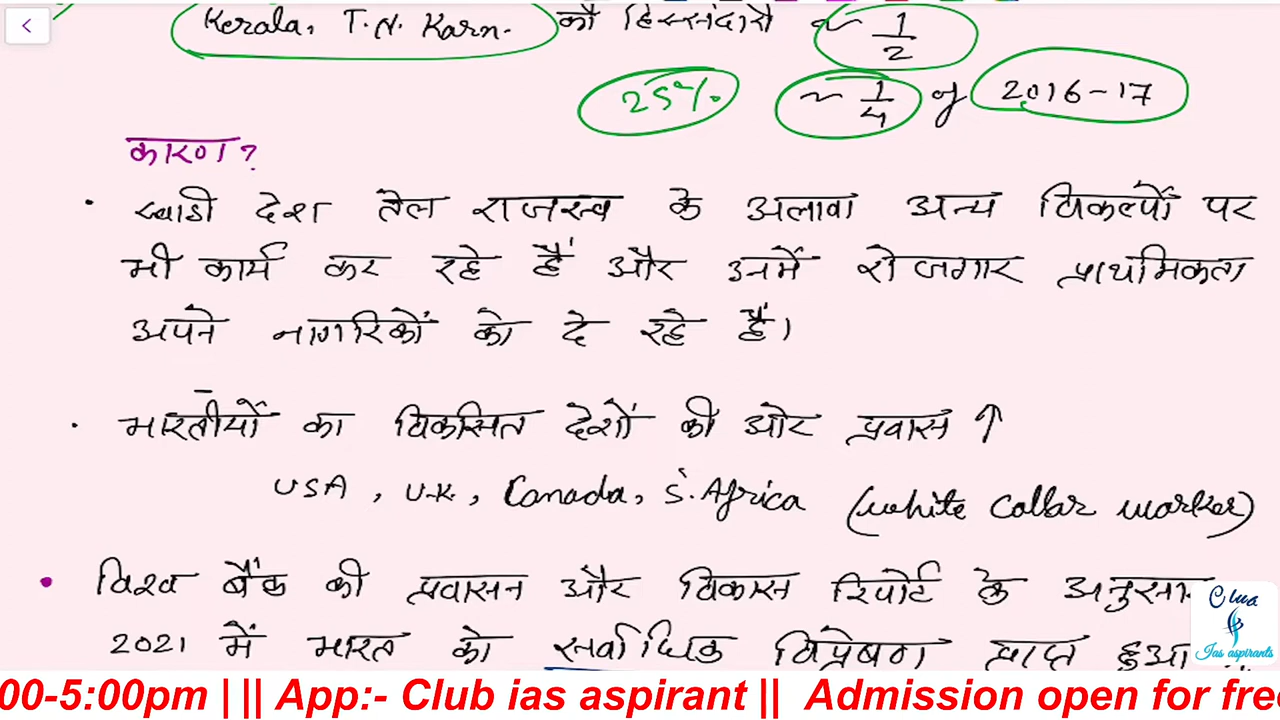 Kerala, T.N. Karn. की हिस्सेदारी ~ 1/2
25% ~ 1/4 of 2016-17
कारण?
• खाडी देश तेल राजस्व के अलावा अन्य विकल्पों पर
भी कार्य कर रहे हैं और उनमें रोजगार प्राथमिकता
अपने नागरिकों को दे रहे हैं।
• भारतीयों का विकसित देशों की ओर प्रवास ↑
USA, U.K., Canada, S. Africa (white collar worker)
• विश्व बैंक की प्रवासन और विकास रिपोर्ट के अनुसार
2021 में भारत को सर्वाधिक विप्रेषण प्राप्त हुआ
Club
Ias aspirants
00-5:00pm | || App:- Club ias aspirant || Admission open for free